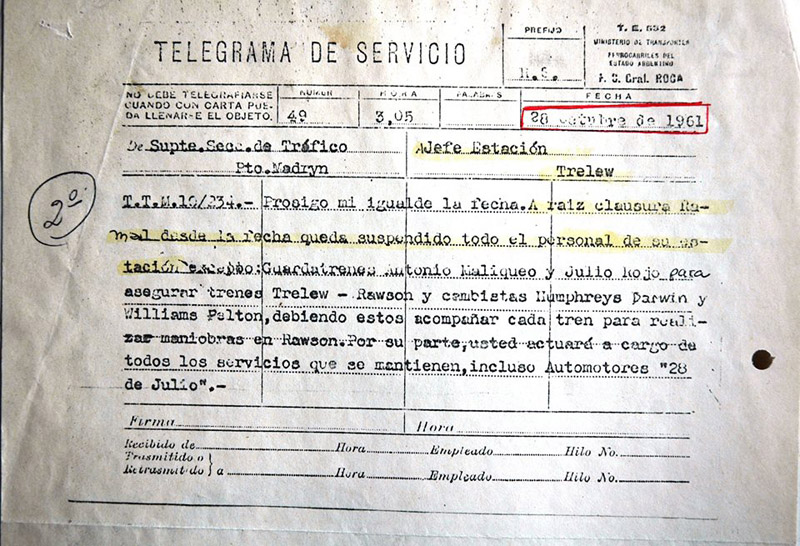 TELEGRAMA DE SERVICIO
PREFIJO
T. E. 532
MINISTERIO DE TRANSPORTES
FERROCARRILES DEL
ESTADO ARGENTINO
F. S. Gral. ROCA
NO DEBE TELEGRAFIARSE
CUANDO CON CARTA PUE-
DA LLENARSE EL OBJETO.
NUMERO
49
HORA
3,05
PALABRES
FECHA
28 octubre de 1961
De Supte.Secc.de Tráfico
Pto.Madryn
A Jefe Estación
Trelew
2º
T.T.M.10/234.- Prosigo mi igual de la fecha.A raiz clausura Ra-
mal desde la fecha queda suspendido todo el personal de su es-
tación excepto:Guardatrenes Antonio Maliqueo y Julio Rojo para
asegurar trenes Trelew - Rawson y cambistas Humphreys Darwin y
Williams Pelton,debiendo estos acompañar cada tren para reali-
zar maniobras en Rawson.Por su parte,usted actuará a cargo de
todos los servicios que se mantienen,incluso Automotores "28
de Julio".-
Firma
Hora
Recibido de Hora Empleado Hilo No.
Trasmitido o
Retrasmitido } a Hora Empleado Hilo No.